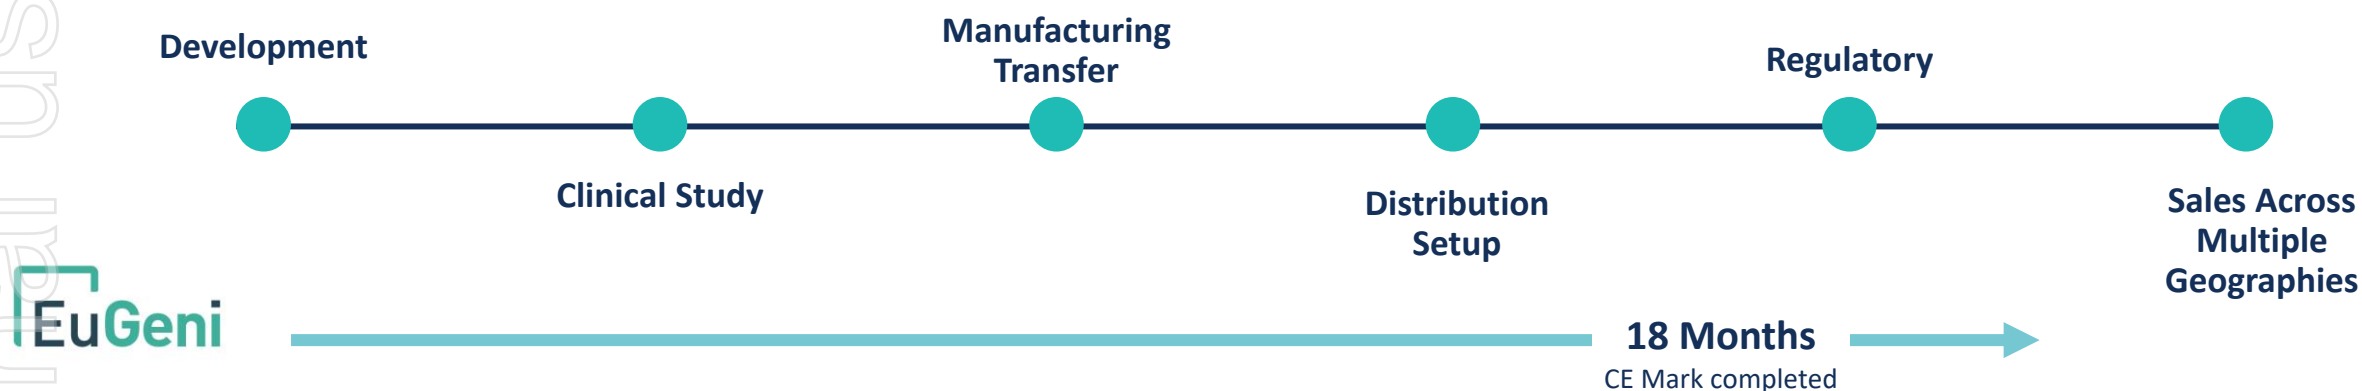 Development
Manufacturing
Transfer
Regulatory
Clinical Study
Distribution
Setup
Sales Across
Multiple
Geographies
EuGeni
18 Months
CE Mark completed